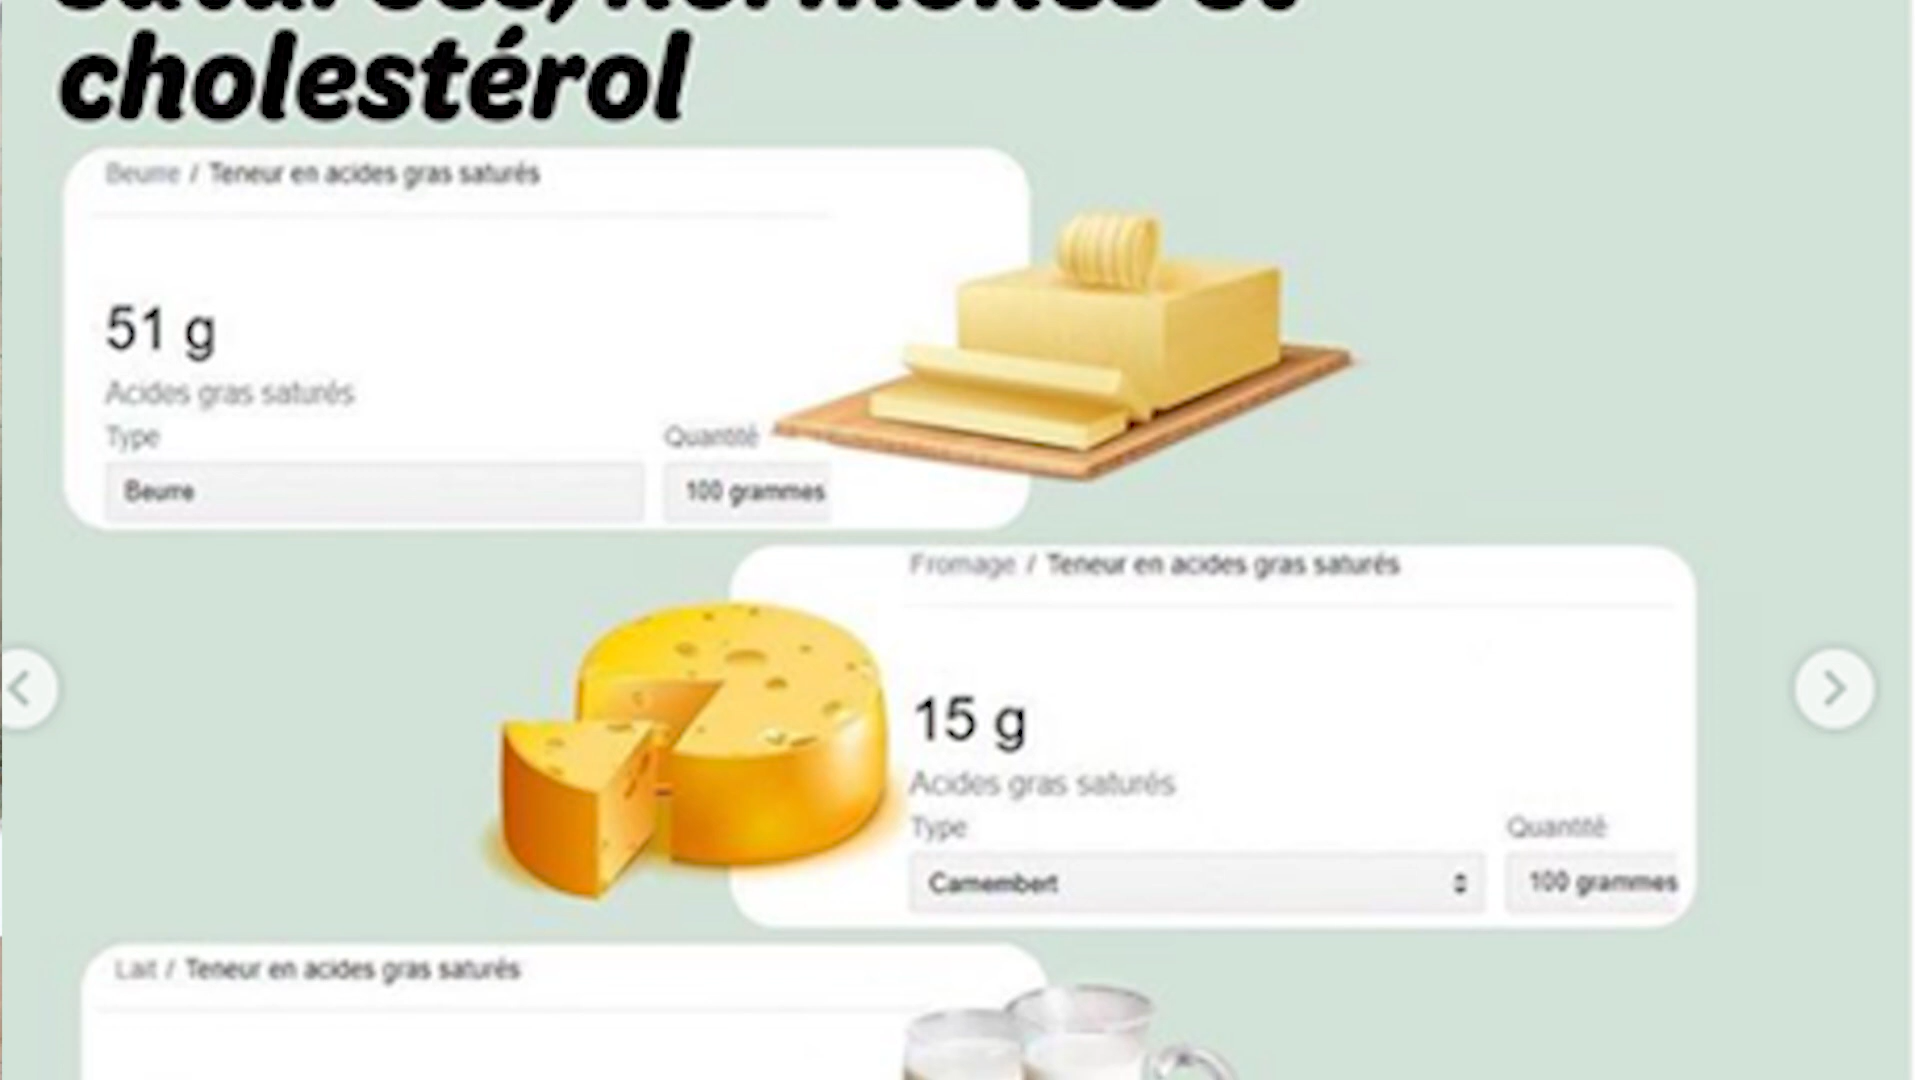 cholestérol
Beurre / Teneur en acides gras saturés
51 g
Acides gras saturés
Type
Quantité
Beurre
100 grammes
Fromage / Teneur en acides gras saturés
15 g
Acides gras saturés
Type
Quantité
Camembert
100 grammes
Lait / Teneur en acides gras saturés